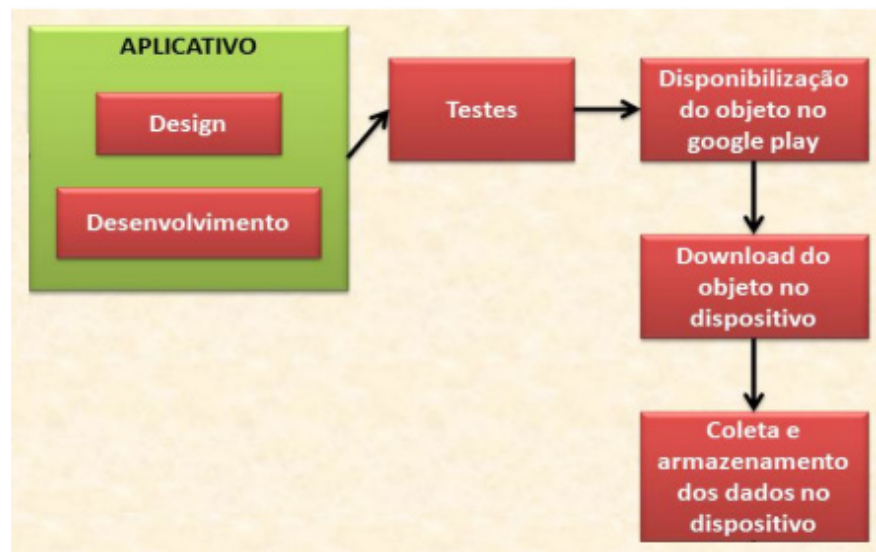 APLICATIVO
Design
Desenvolvimento
Testes
Disponibilização
do objeto no
google play
Download do
objeto no
dispositivo
Coleta e
armazenamento
dos dados no
dispositivo